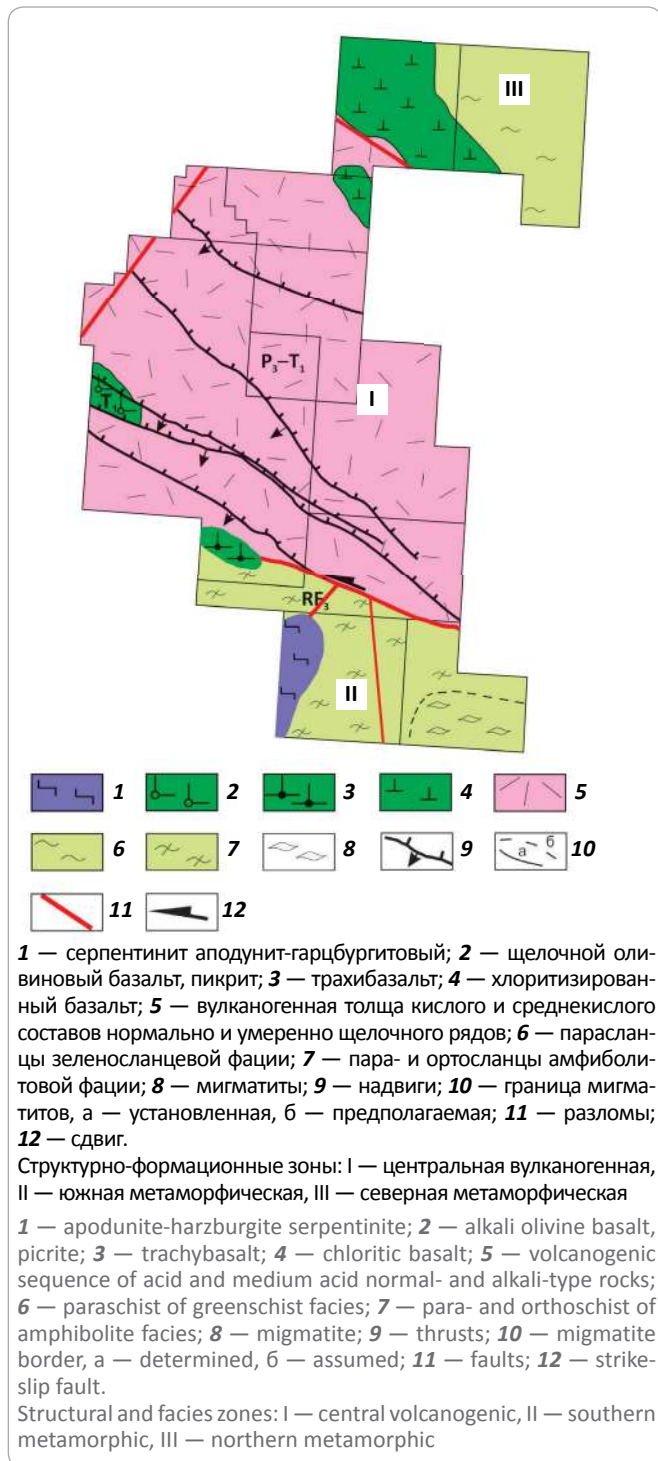 III
P₃–T₁
I
T₁
RF₃
II
1
2
3
4
5
6
7
8
9
а
б
10
11
12
1 — серпентинит аподунит-гарцбургитовый; 2 — щелочной оли-
виновый базальт, пикрит; 3 — трахибазальт; 4 — хлоритизирован-
ный базальт; 5 — вулканогенная толща кислого и среднекислого
составов нормально и умеренно щелочного рядов; 6 — парасслан-
цы зеленосланцевой фации; 7 — пара- и ортосланцы амфиболи-
товой фации; 8 — мигматиты; 9 — надвиги; 10 — граница мигма-
титов, а — установленная, б — предполагаемая; 11 — разломы;
12 — сдвиг.
Структурно-формационные зоны: I — центральная вулканогенная,
II — южная метаморфическая, III — северная метаморфическая
1 — apodunite-harzburgite serpentinite; 2 — alkali olivine basalt,
picrite; 3 — trachybasalt; 4 — chloritic basalt; 5 — volcanogenic
sequence of acid and medium acid normal- and alkali-type rocks;
6 — paraschist of greenschist facies; 7 — para- and orthoschist of
amphibolite facies; 8 — migmatite; 9 — thrusts; 10 — migmatite
border, а — determined, б — assumed; 11 — faults; 12 — strike-
slip fault.
Structural and facies zones: I — central volcanogenic, II — southern
metamorphic, III — northern metamorphic